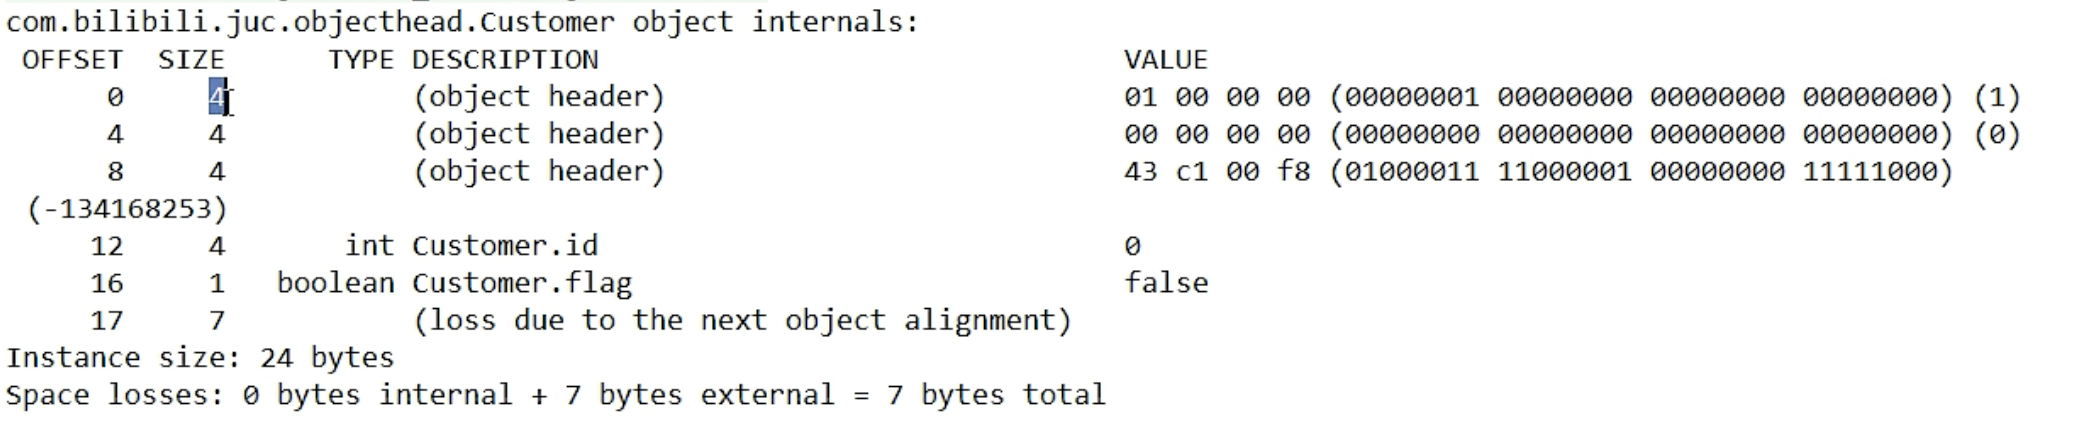 com.bilibili.juc.objecthead.Customer object internals:
OFFSET SIZE TYPE DESCRIPTION VALUE
0 4 (object header) 01 00 00 00 (00000001 00000000 00000000 00000000) (1)
4 4 (object header) 00 00 00 00 (00000000 00000000 00000000 00000000) (0)
8 4 (object header) 43 c1 00 f8 (01000011 11000001 00000000 11111000)
(-134168253)
12 4 int Customer.id 0
16 1 boolean Customer.flag false
17 7 (loss due to the next object alignment)
Instance size: 24 bytes
Space losses: 0 bytes internal + 7 bytes external = 7 bytes total